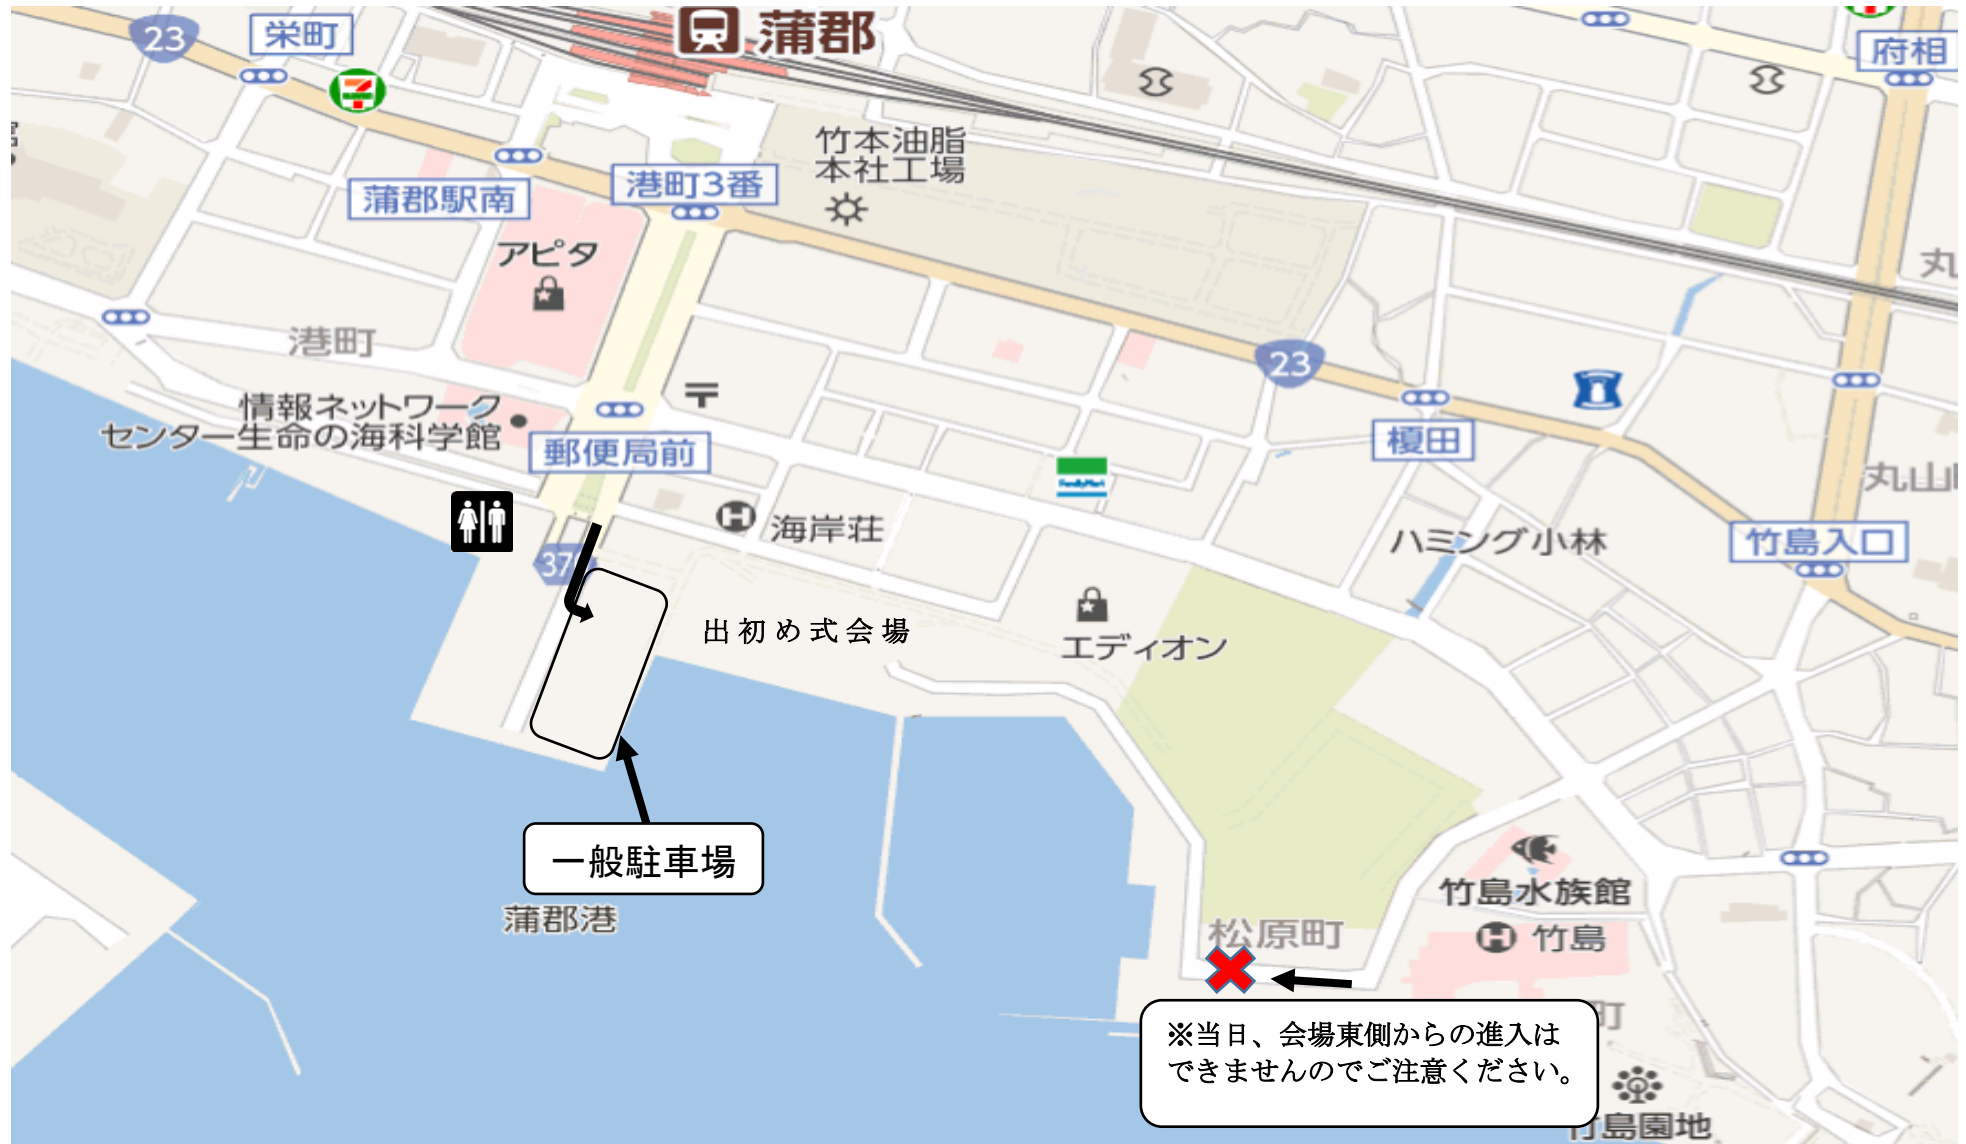 蒲郡
23
栄町
府相
竹本油脂
本社工場
港町3番
蒲郡駅南
アピタ
丸
港町
23
情報ネットワーク
センター生命の海科学館
郵便局前
榎田
FamilyMart
丸山
海岸荘
ハミング小林
竹島入口
37
出初め式会場
エディオン
一般駐車場
竹島水族館
蒲郡港
松原町
竹島
町
※当日、会場東側からの進入は
できませんのでご注意ください。
竹島園地